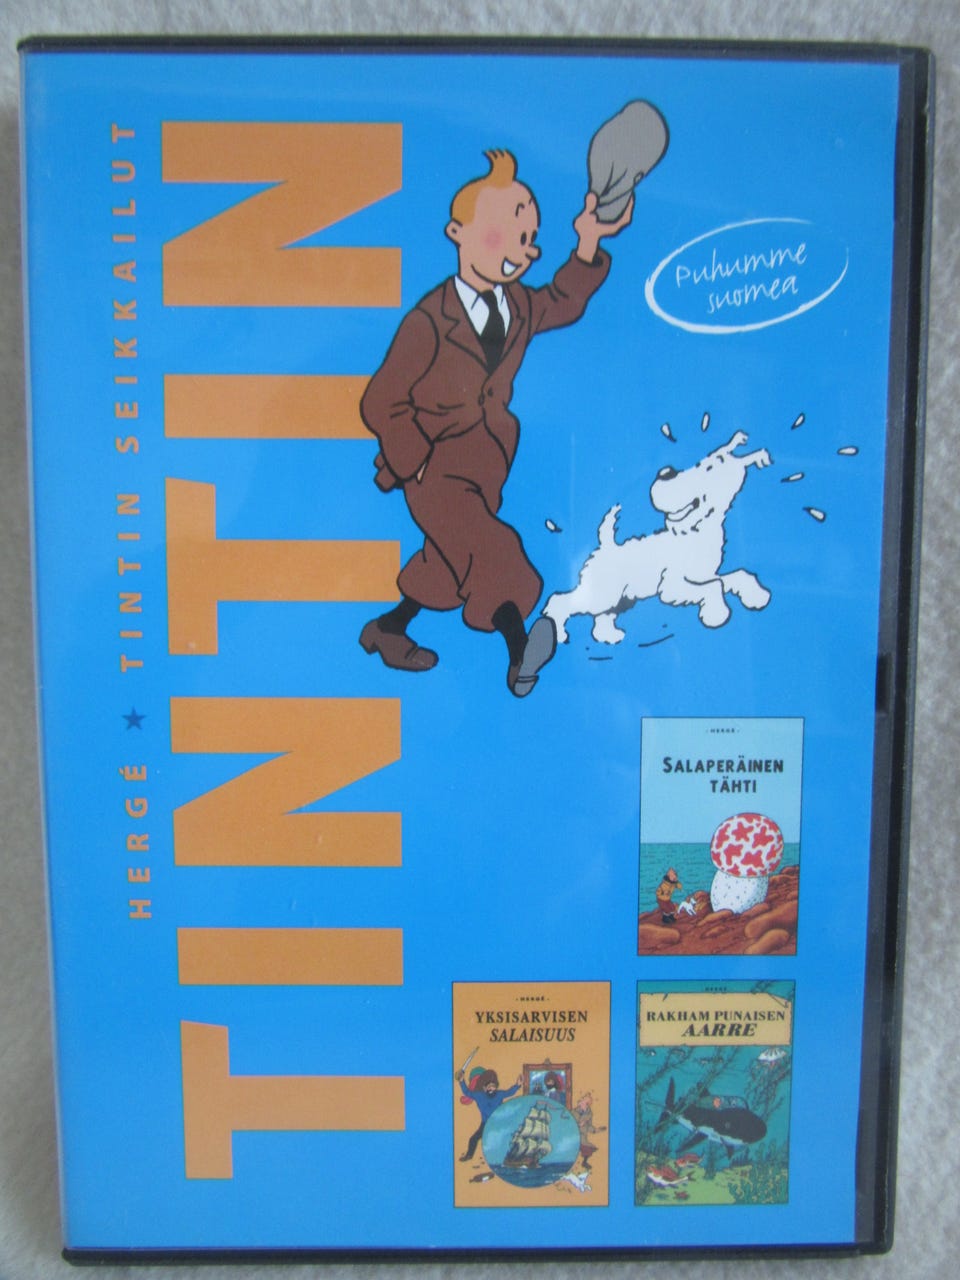 HERGÉ ★ TINTIN SEIKKAILUT
TINTIN
Puhumme
suomea
- HERGÉ -
SALAPERÄINEN
TÄHTI
- HERGÉ -
YKSISARVISEN
SALAISUUS
HERGÉ
RAKHAM PUNAISEN
AARRE